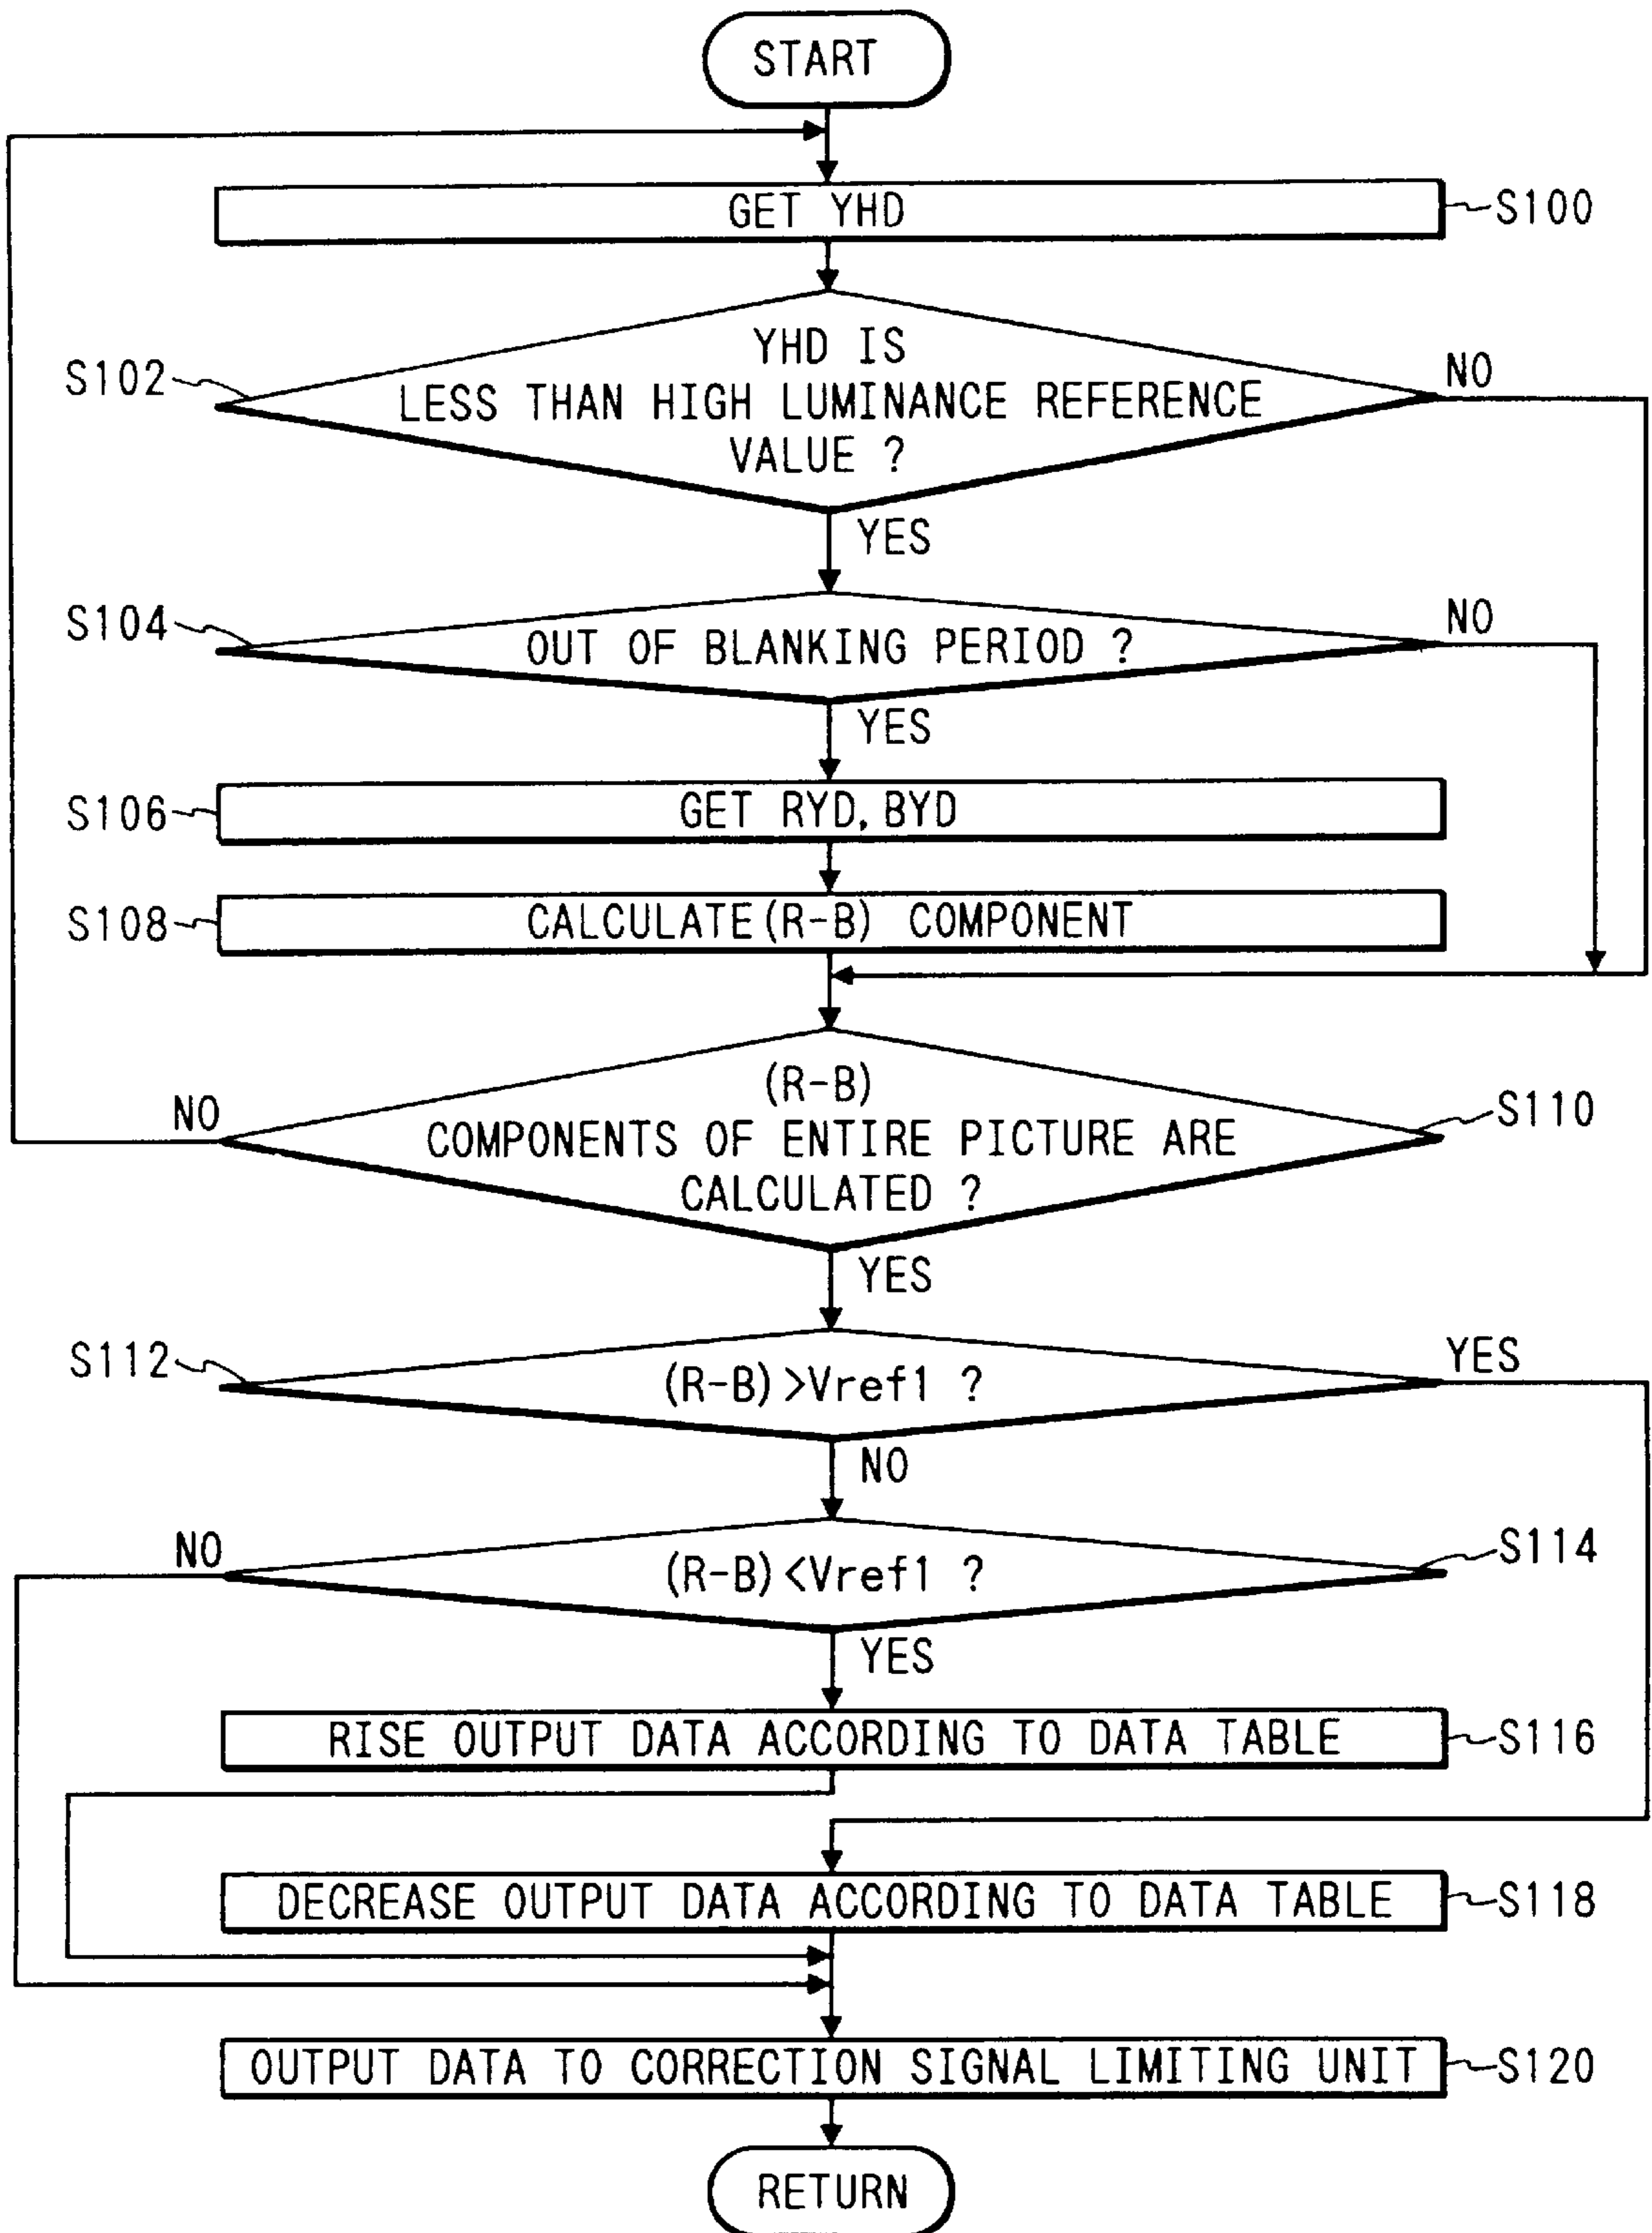 START
GET YHD
S100
YHD IS
LESS THAN HIGH LUMINANCE REFERENCE
VALUE ?
S102
NO
YES
OUT OF BLANKING PERIOD ?
S104
NO
YES
GET RYD, BYD
S106
CALCULATE (R-B) COMPONENT
S108
(R-B)
COMPONENTS OF ENTIRE PICTURE ARE
CALCULATED ?
S110
NO
YES
(R-B)>Vref1 ?
S112
YES
NO
(R-B)<Vref1 ?
S114
NO
YES
RISE OUTPUT DATA ACCORDING TO DATA TABLE
S116
DECREASE OUTPUT DATA ACCORDING TO DATA TABLE
S118
OUTPUT DATA TO CORRECTION SIGNAL LIMITING UNIT
S120
RETURN